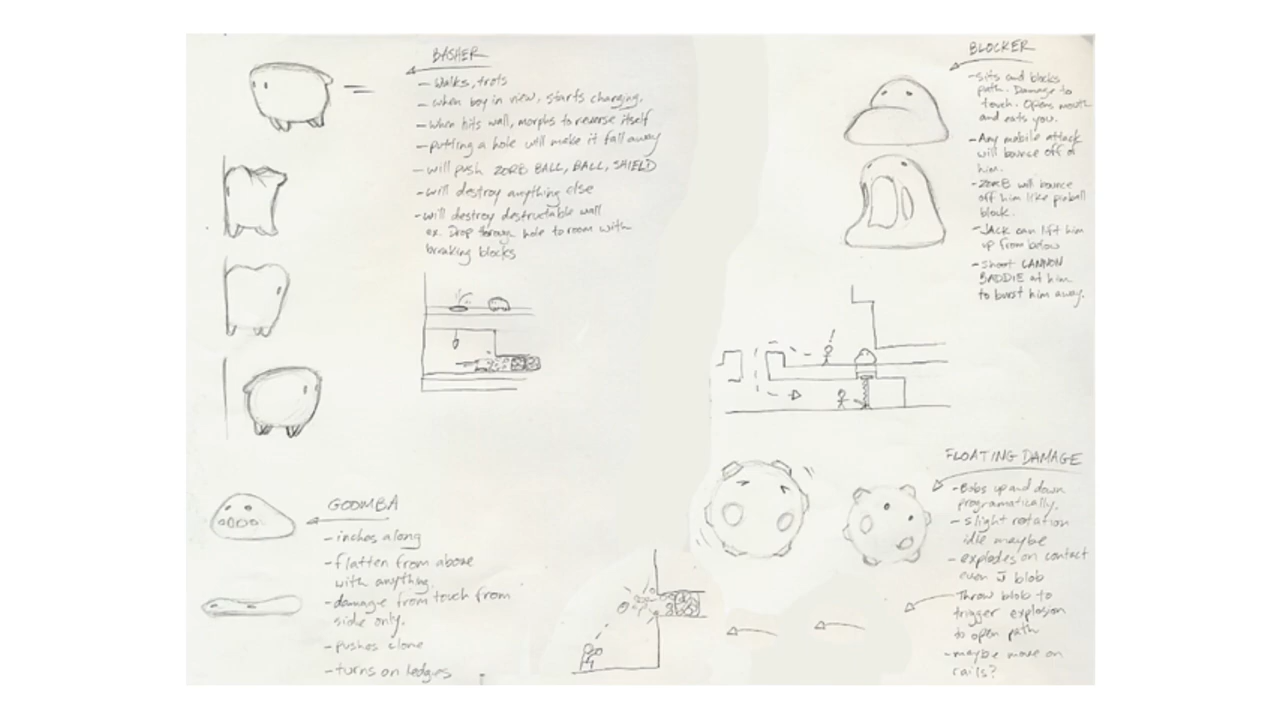 BASHER
- Walks, trots
- when boy in view, starts charging.
- when hits wall, morphs to reverse itself
- putting a hole will make it fall away
- will push ZORB BALL, BALL, SHIELD
- will destroy anything else
- will destroy destructable wall
ex. Drop through hole to room with
breaking blocks
BLOCKER
- Sits and blocks
path. Damage to
touch. Opens mouth
and eats you.
- Any mobile attack
will bounce off of
him.
- ZORB will bounce
off him like pinball
block.
- JACK can lift him
up from below
- Shoot CANNON
BADDIE at him
to burst him away.
GOOMBA
- inches along
- flatten from above
with anything.
- damage from touch from
side only.
- pushes clone
- turns on ledges
FLOATING DAMAGE
- Bobs up and down
programatically.
- slight rotation
idle maybe
- explodes on contact
even J blob
Throw blob to
trigger explosion
to open path
- maybe move on
rails?